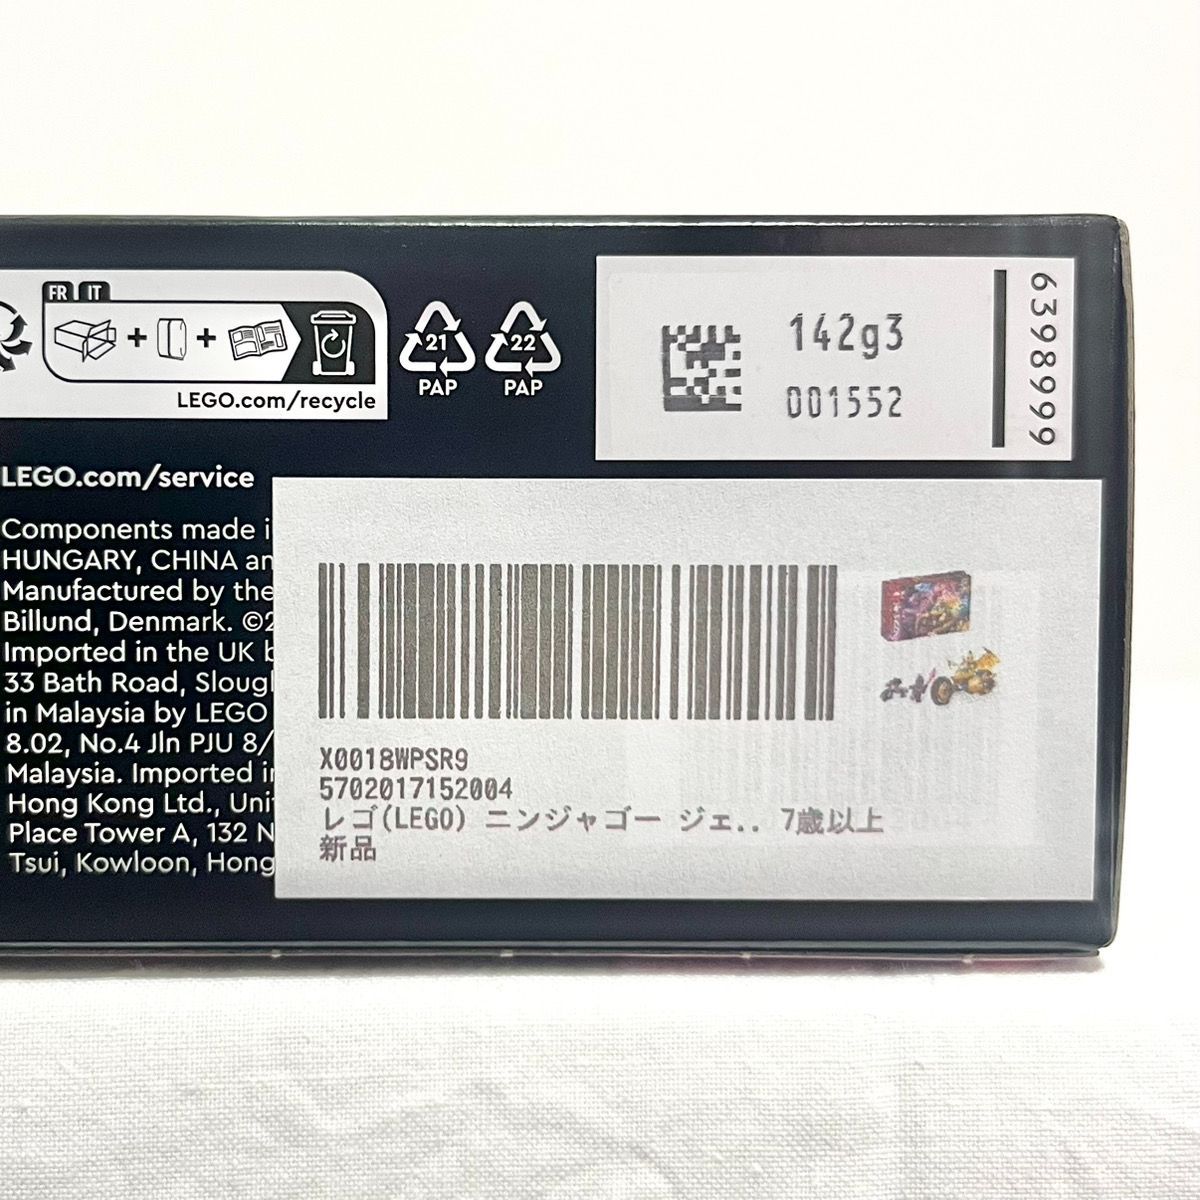 FR IT
LEGO.com/recycle
21
PAP
22
PAP
142g3
001552
6398999
LEGO.com/service
Components made i
HUNGARY, CHINA an
Manufactured by the
Billund, Denmark. ©2
Imported in the UK b
33 Bath Road, Slougl
in Malaysia by LEGO
8.02, No.4 Jln PJU 8/
Malaysia. Imported in
Hong Kong Ltd., Uni
Place Tower A, 132 N
Tsui, Kowloon, Hong
X0018WPSR9
5702017152004
レゴ(LEGO) ニンジャゴー ジェ.. 7歳以上
新品